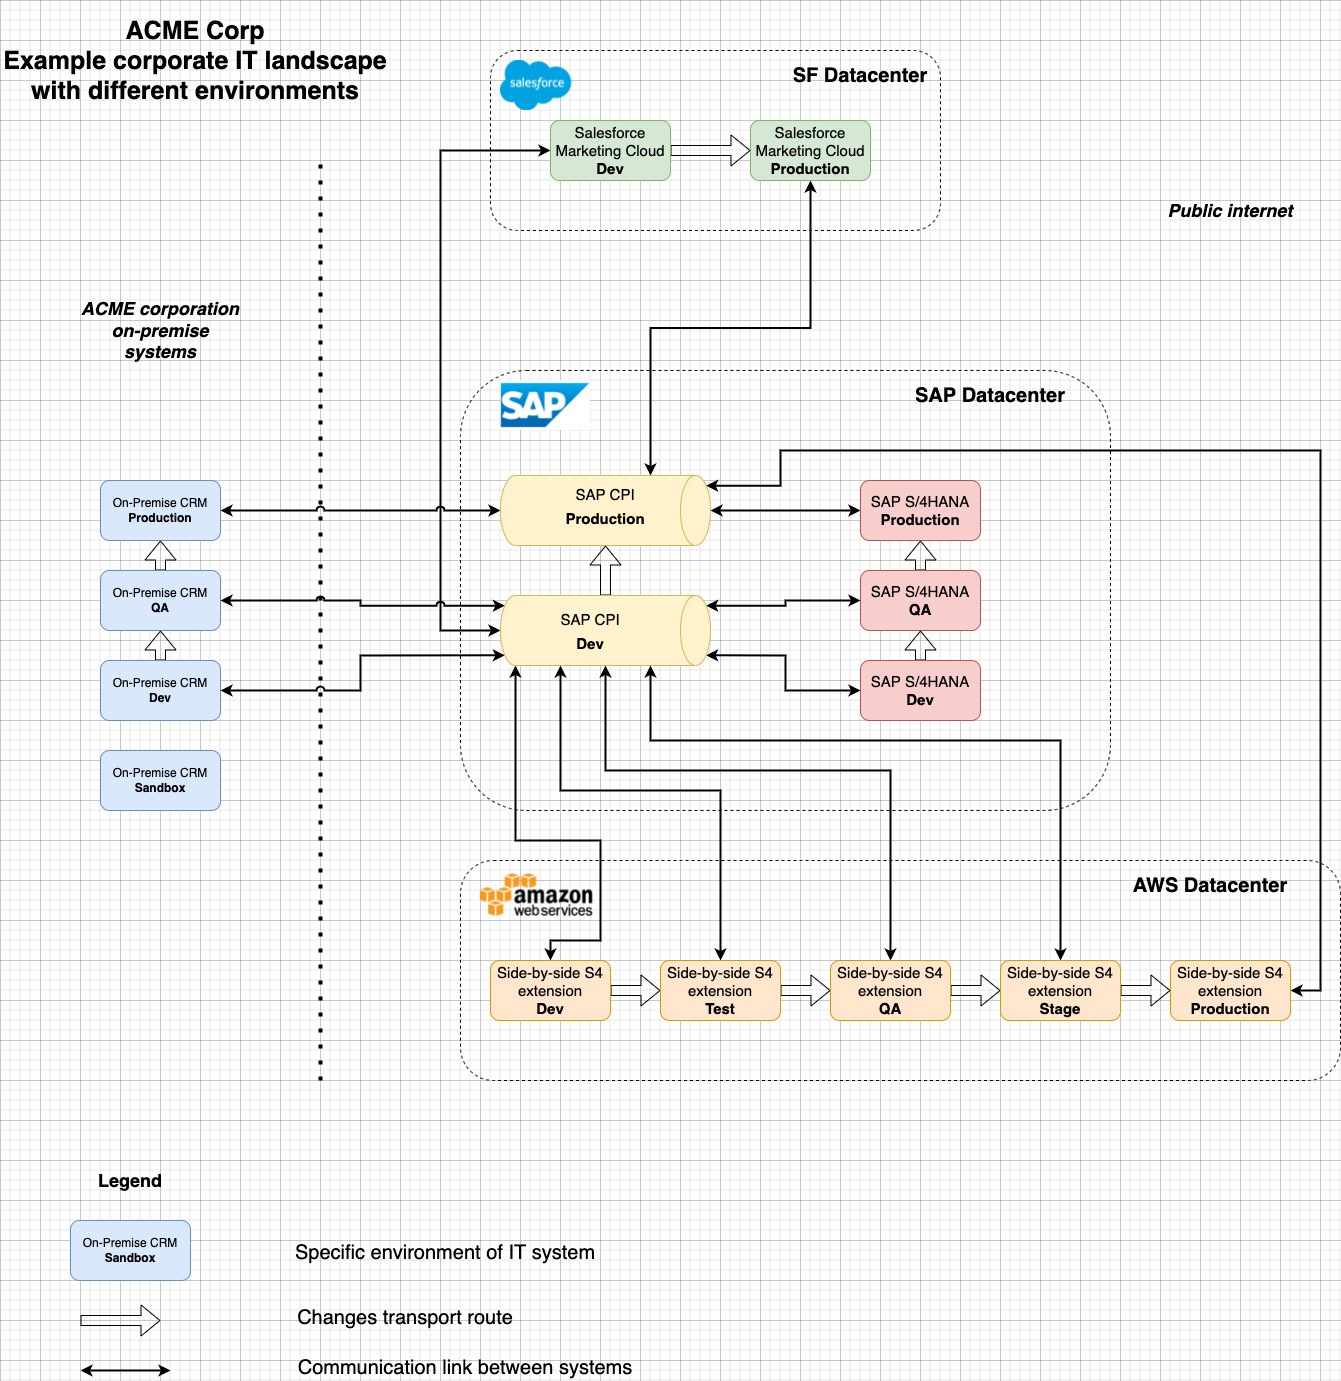 ACME Corp
Example corporate IT landscape
with different environments
salesforce
SF Datacenter
Salesforce
Marketing Cloud
Dev
Salesforce
Marketing Cloud
Production
Public internet
ACME corporation
on-premise
systems
SAP
SAP Datacenter
On-Premise CRM
Production
SAP CPI
Production
SAP S/4HANA
Production
On-Premise CRM
QA
SAP CPI
Dev
SAP S/4HANA
QA
On-Premise CRM
Dev
SAP S/4HANA
Dev
On-Premise CRM
Sandbox
amazon
webservices
AWS Datacenter
Side-by-side S4
extension
Dev
Side-by-side S4
extension
Test
Side-by-side S4
extension
QA
Side-by-side S4
extension
Stage
Side-by-side S4
extension
Production
Legend
On-Premise CRM
Sandbox
Specific environment of IT system
Changes transport route
Communication link between systems